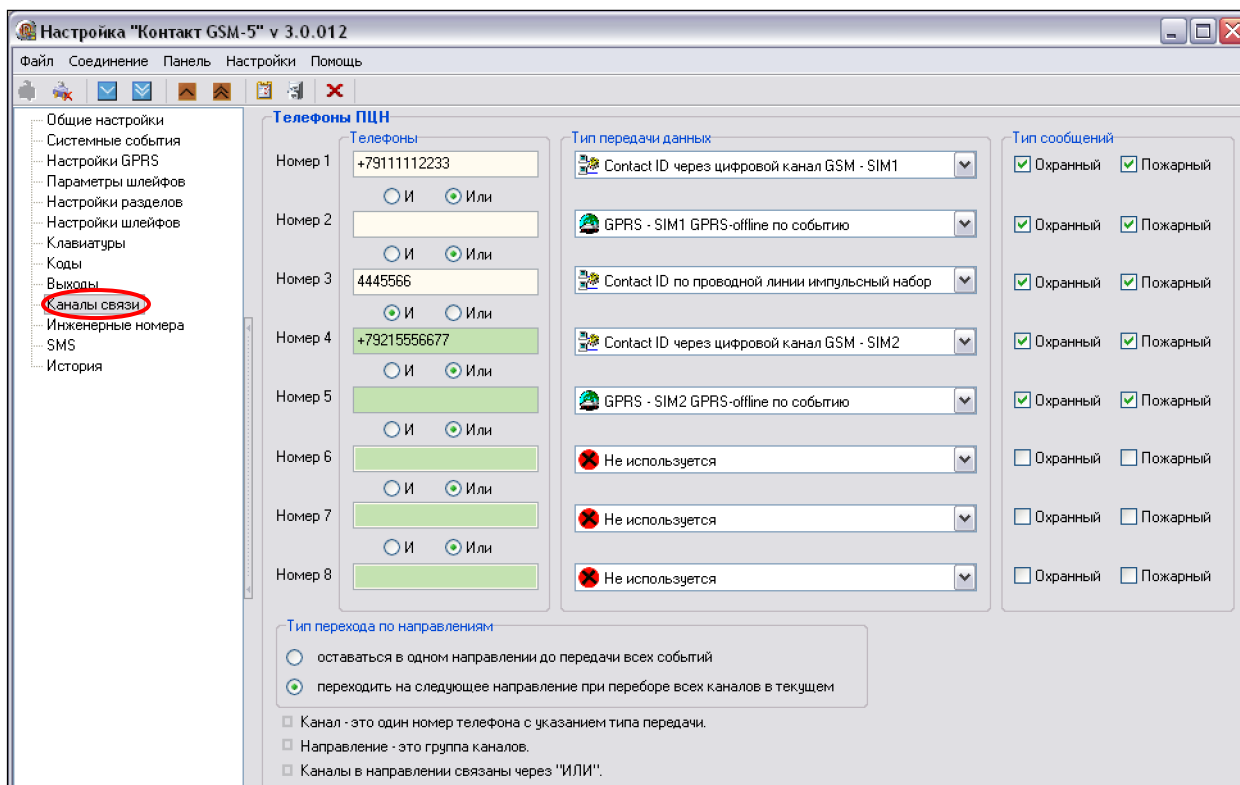 Настройка "Контакт GSM-5" v 3.0.012
Файл Соединение Панель Настройки Помощь
Общие настройки
Системные события
Настройки GPRS
Параметры шлейфов
Настройки разделов
Настройки шлейфов
Клавиатуры
Коды
Выходы
Каналы связи
Инженерные номера
SMS
История
Телефоны ПЦН
Телефоны Тип передачи данных Тип сообщений
Номер 1 +79111112233 Contact ID через цифровой канал GSM - SIM1 Охранный Пожарный
И Или
Номер 2 GPRS - SIM1 GPRS-offline по событию Охранный Пожарный
И Или
Номер 3 4445566 Contact ID по проводной линии импульсный набор Охранный Пожарный
И Или
Номер 4 +79215556677 Contact ID через цифровой канал GSM - SIM2 Охранный Пожарный
И Или
Номер 5 GPRS - SIM2 GPRS-offline по событию Охранный Пожарный
И Или
Номер 6 Не используется Охранный Пожарный
И Или
Номер 7 Не используется Охранный Пожарный
И Или
Номер 8 Не используется Охранный Пожарный
Тип перехода по направлениям
оставаться в одном направлении до передачи всех событий
переходить на следующее направление при переборе всех каналов в текущем
Канал - это один номер телефона с указанием типа передачи.
Направление - это группа каналов.
Каналы в направлении связаны через "ИЛИ".